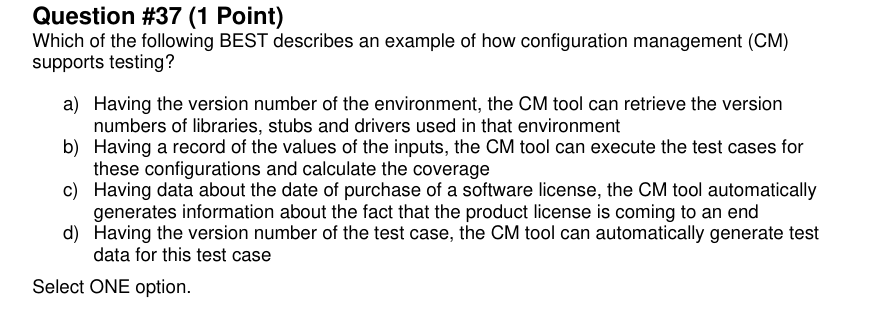 Question #37 (1 Point)
Which of the following BEST describes an example of how configuration management (CM)
supports testing?
a) Having the version number of the environment, the CM tool can retrieve the version
numbers of libraries, stubs and drivers used in that environment
b) Having a record of the values of the inputs, the CM tool can execute the test cases for
these configurations and calculate the coverage
c) Having data about the date of purchase of a software license, the CM tool automatically
generates information about the fact that the product license is coming to an end
d) Having the version number of the test case, the CM tool can automatically generate test
data for this test case
Select ONE option.